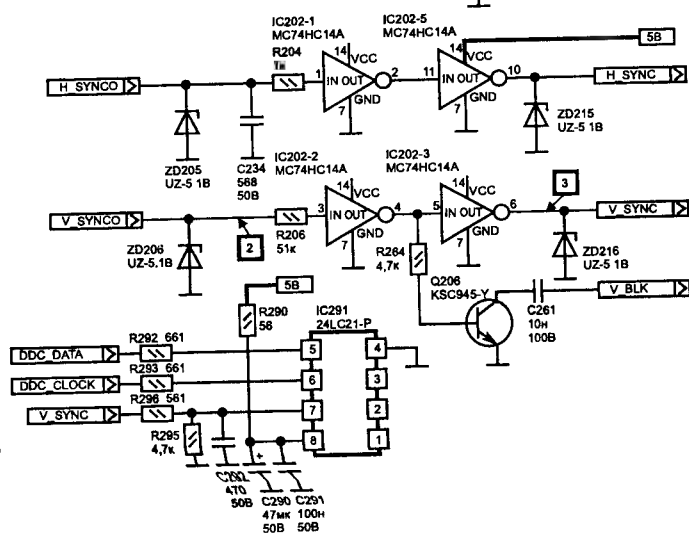 IC202-1
MC74HC14A
IC202-5
MC74HC14A
R204
14
VCC
1
IN OUT
2
GND
7
14
VCC
11
IN OUT
10
GND
7
5В
H_SYNCO
H_SYNC
ZD205
UZ-5 1В
C234
568
50В
ZD215
UZ-5 1В
IC202-2
MC74HC14A
IC202-3
MC74HC14A
14
VCC
3
IN OUT
4
GND
7
14
VCC
5
IN OUT
6
GND
7
3
V_SYNCO
V_SYNC
2
R206
51к
ZD206
UZ-5.1В
R264
4,7к
ZD216
UZ-5 1В
Q206
KSC945-Y
C261
10н
100В
V_BLK
5В
R290
56
IC291
24LC21-P
R292 661
DDC_DATA
5
4
R293 661
DDC_CLOCK
6
3
R296 561
V_SYNC
7
2
R295
4,7к
8
1
+
C292
470
50В
C290
47мк
50В
C291
100н
50В